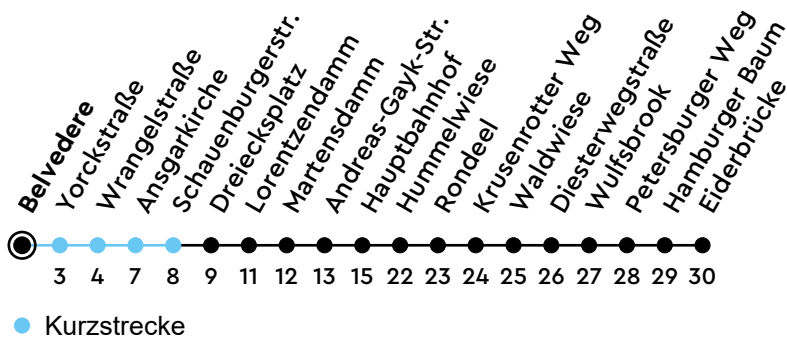 Belvedere
Yorckstraße
Wrangelstraße
Ansgarkirche
Schauenburgerstr.
Dreiecksplatz
Lorentzendamm
Martensdamm
Andreas-Gayk-Str.
Hauptbahnhof
Hummelwiese
Rondeel
Krusenrotter Weg
Waldwiese
Diesterwegstraße
Wulfsbrook
Petersburger Weg
Hamburger Baum
Eiderbrücke
3 4 7 8 9 11 12 13 15 22 23 24 25 26 27 28 29 30
Kurzstrecke